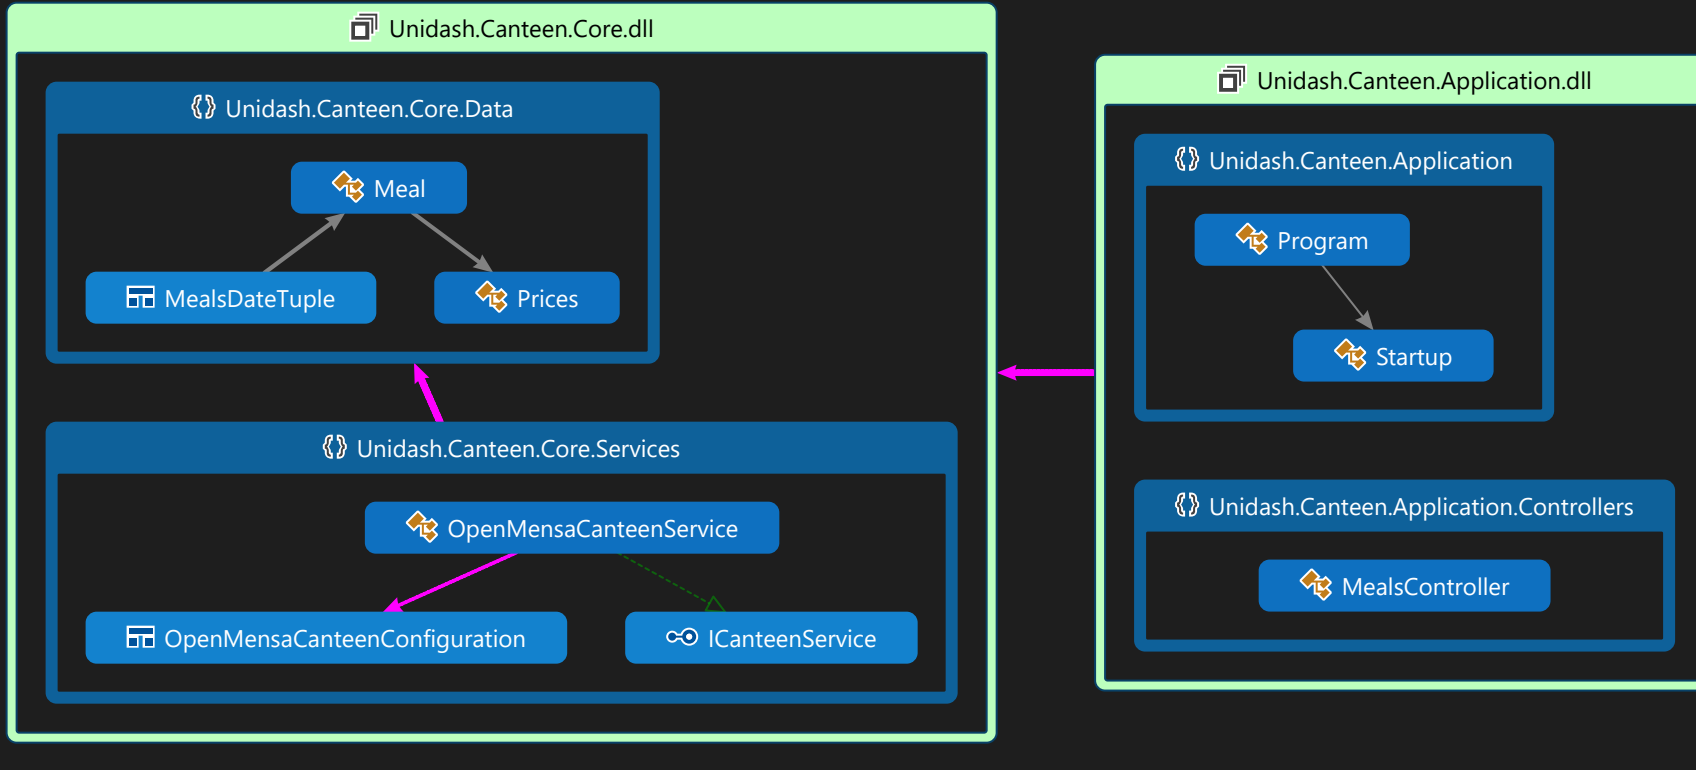 Unidash.Canteen.Core.dll
Unidash.Canteen.Core.Data
Meal
MealsDateTuple
Prices
Unidash.Canteen.Core.Services
OpenMensaCanteenService
OpenMensaCanteenConfiguration
ICanteenService
Unidash.Canteen.Application.dll
Unidash.Canteen.Application
Program
Startup
Unidash.Canteen.Application.Controllers
MealsController